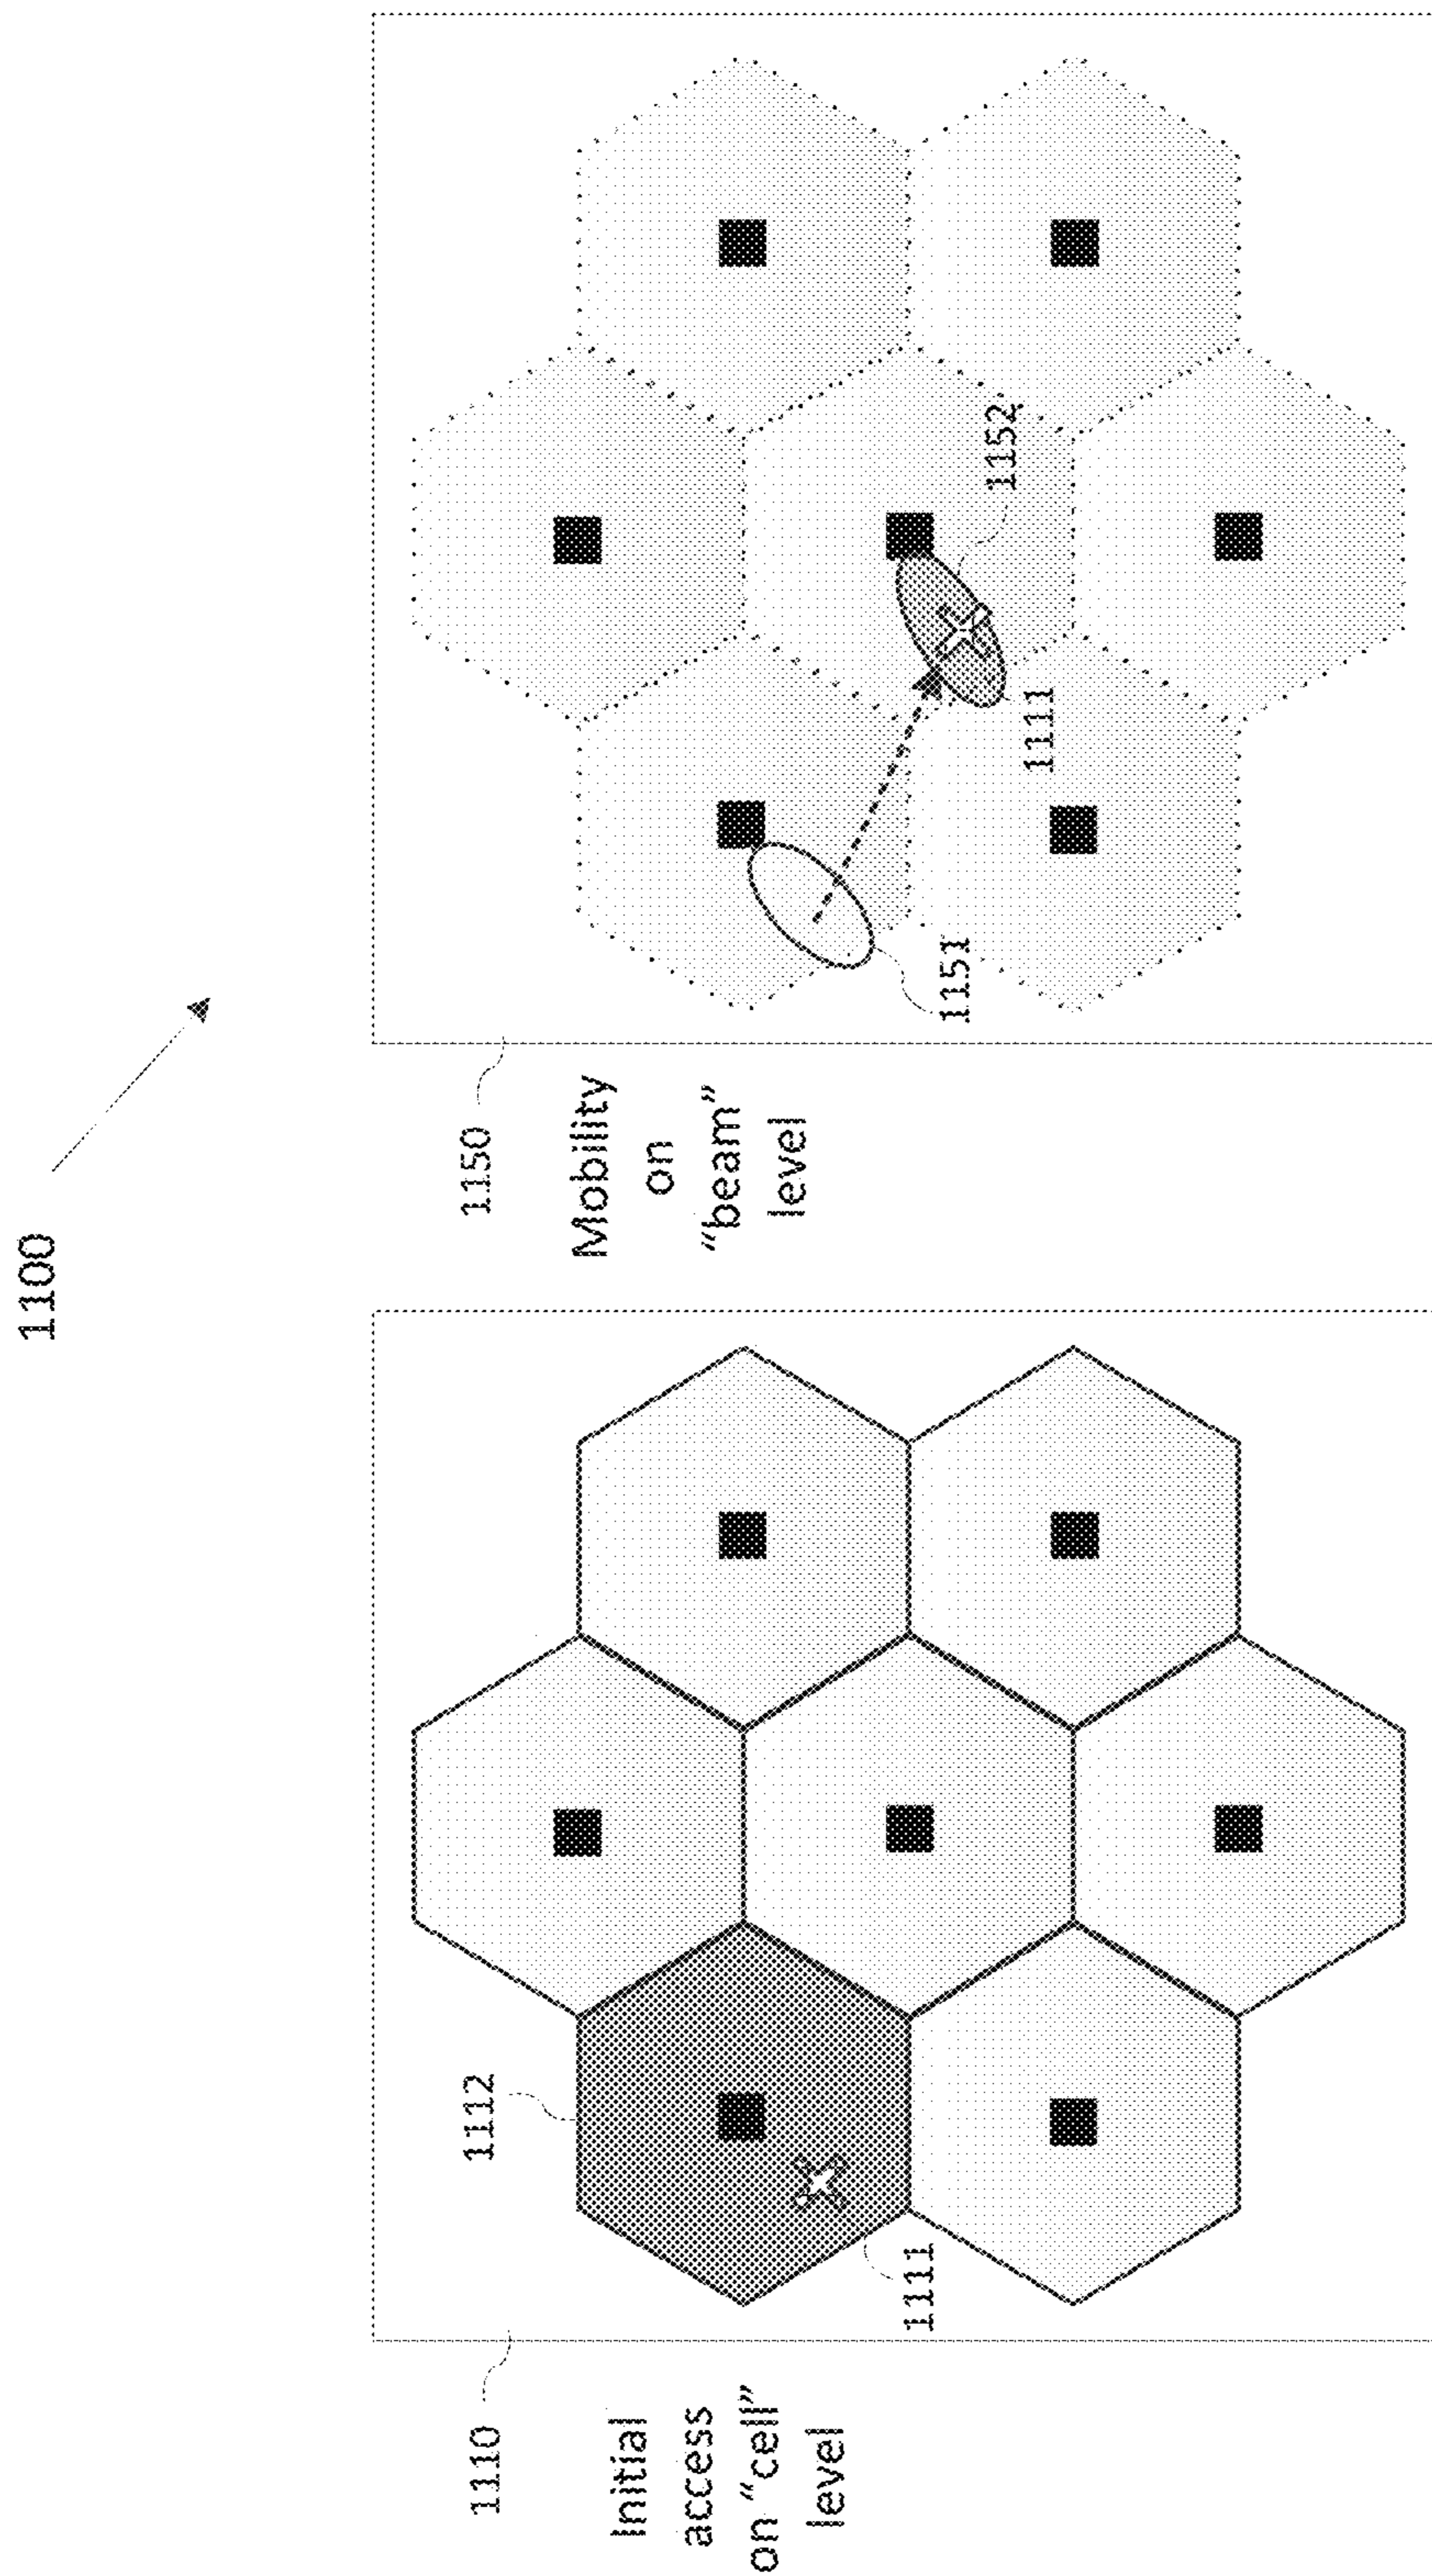 1100
1110
Initial
access
on "cell"
level
1112
1111
1150
Mobility
on
"beam"
level
1151
1111
1152